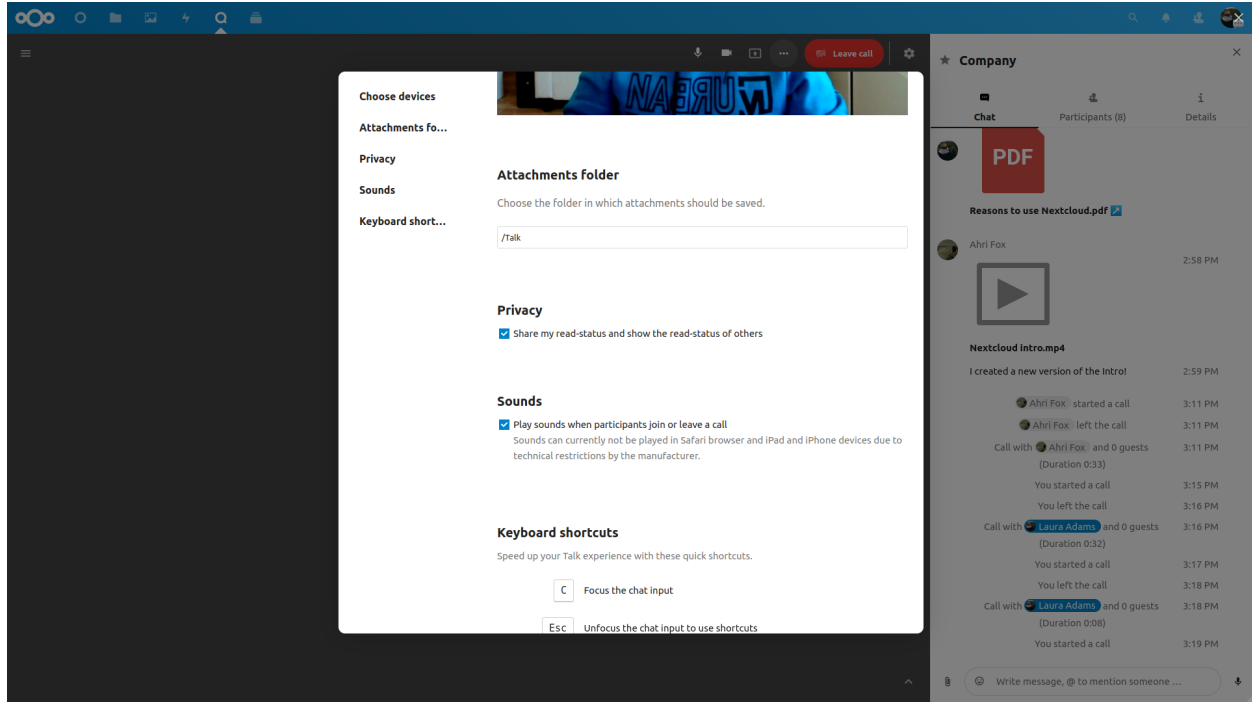 Leave call
Choose devices
Attachments fo...
Privacy
Sounds
Keyboard short...
URBAN
Attachments folder
Choose the folder in which attachments should be saved.
/Talk
Privacy
Share my read-status and show the read-status of others
Sounds
Play sounds when participants join or leave a call
Sounds can currently not be played in Safari browser and iPad and iPhone devices due to
technical restrictions by the manufacturer.
Keyboard shortcuts
Speed up your Talk experience with these quick shortcuts.
C Focus the chat input
Esc Unfocus the chat input to use shortcuts
Company
Chat Participants (8) Details
PDF
Reasons to use Nextcloud.pdf
Ahri Fox
2:58 PM
Nextcloud intro.mp4
I created a new version of the Intro! 2:59 PM
Ahri Fox started a call 3:11 PM
Ahri Fox left the call 3:11 PM
Call with Ahri Fox and 0 guests 3:11 PM
(Duration 0:33)
You started a call 3:15 PM
You left the call 3:16 PM
Call with Laura Adams and 0 guests 3:16 PM
(Duration 0:32)
You started a call 3:17 PM
You left the call 3:18 PM
Call with Laura Adams and 0 guests 3:18 PM
(Duration 0:08)
You started a call 3:19 PM
Write message, @ to mention someone ...